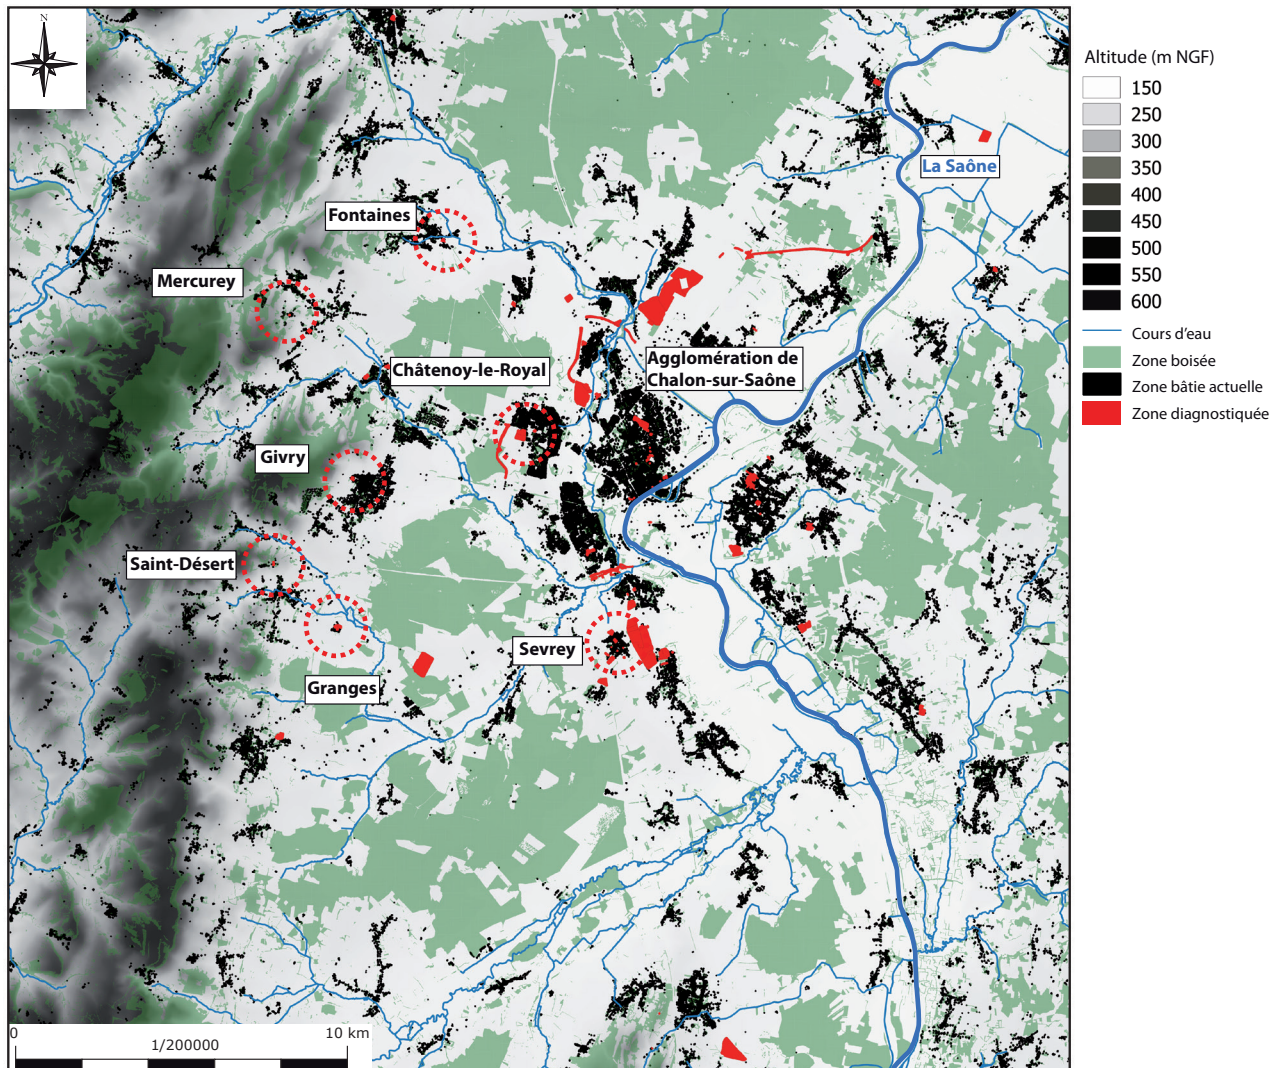 N
La Saône
Fontaines
Mercurey
Châtenoy-le-Royal
Agglomération de
Chalon-sur-Saône
Givry
Saint-Désert
Sevrey
Granges
0
1/200000
10 km
Altitude (m NGF)
150
250
300
350
400
450
500
550
600
Cours d'eau
Zone boisée
Zone bâtie actuelle
Zone diagnostiquée